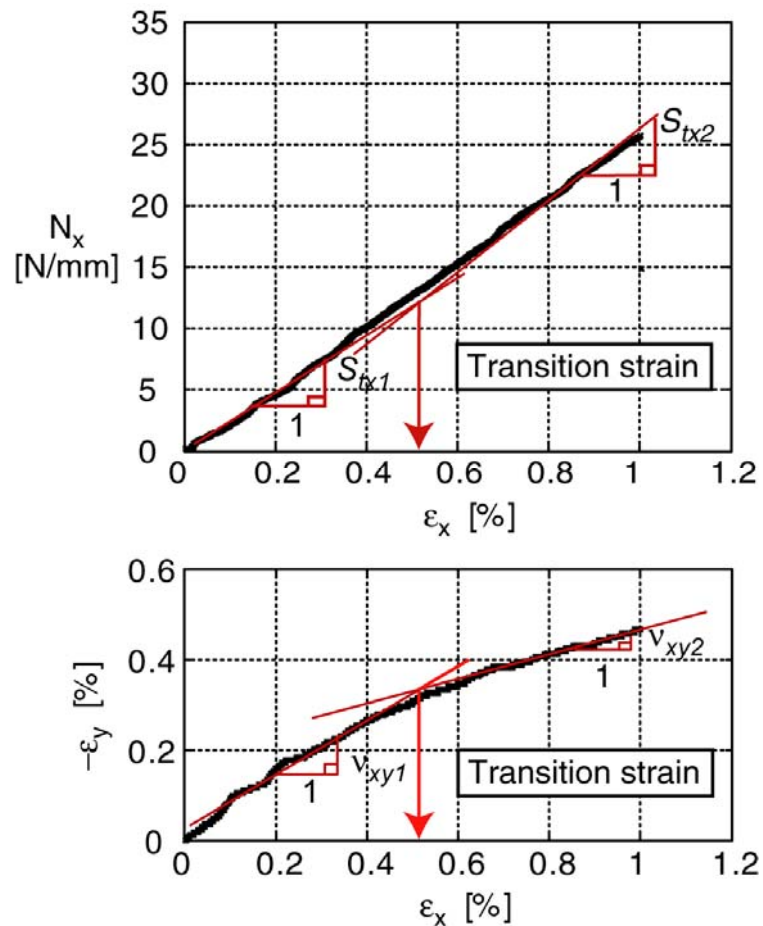 35
30
25
20
15
10
5
0
N_x
[N/mm]
S_tx2
1
S_tx1
1
Transition strain
0 0.2 0.4 0.6 0.8 1 1.2
ε_x [%]
0.6
0.4
0.2
0
–ε_y
[%]
ν_xy2
1
ν_xy1
1
Transition strain
0 0.2 0.4 0.6 0.8 1 1.2
ε_x [%]